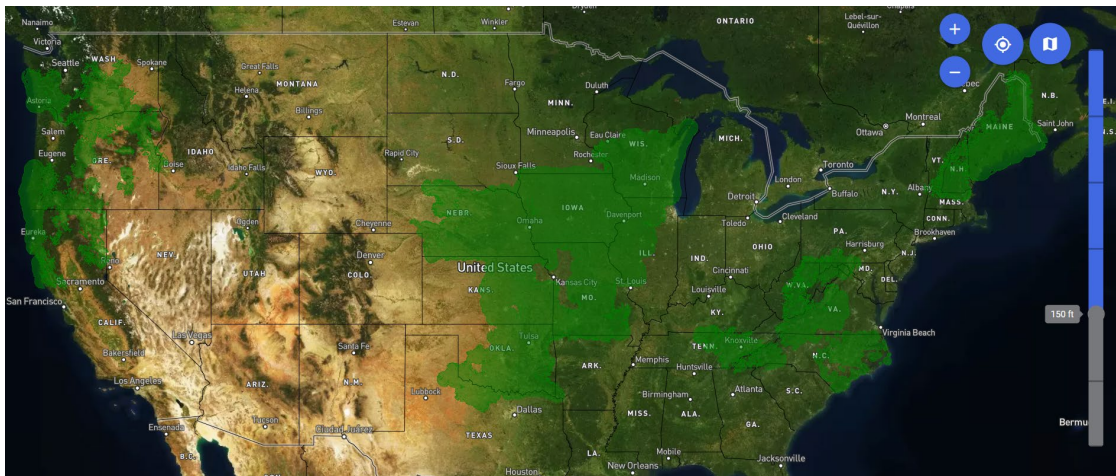 Nanaimo
Victoria
Seattle
WASH
Spokane
Astoria
Salem
Eugene
ORE.
Boise
IDAHO
Idaho Falls
Great Falls
Helena
MONTANA
Billings
Estevan
Winkler
Dryden
ONTARIO
Lebel-sur-
Quévillon
N.D.
Fargo
Duluth
MINN.
Minneapolis
Eau Claire
WIS.
Rochester
MICH.
S.D.
Rapid City
Sioux Falls
WYO.
Madison
Ottawa
Montreal
N.B.
Saint John
MAINE
VT.
N.H.
Toronto
London
Buffalo
N.Y.
Albany
MASS.
CONN.
Brookhaven
Detroit
Toledo
Cleveland
PA.
Harrisburg
N.J.
MD.
DEL.
OHIO
IND.
Cincinnati
ILL.
Davenport
IOWA
NEBR.
Omaha
Cheyenne
Denver
COLO.
Ogden
UTAH
NEV.
Eureka
Reno
Sacramento
San Francisco
CALIF.
Las Vegas
Bakersfield
Los Angeles
Ensenada
B.C.
United States
KANS
Kansas City
MO.
St. Louis
Louisville
KY.
W.VA.
VA.
Virginia Beach
150 ft
Tulsa
OKLA.
Santa Fe
N.M.
ARIZ.
Tucson
Ciudad Juárez
Lubbock
TEXAS
Dallas
Houston
ARK.
Memphis
TENN.
Knoxville
Huntsville
N.C.
S.C.
Atlanta
Birmingham
MISS.
ALA.
GA.
LA.
Mobile
New Orleans
Jacksonville
Bermu